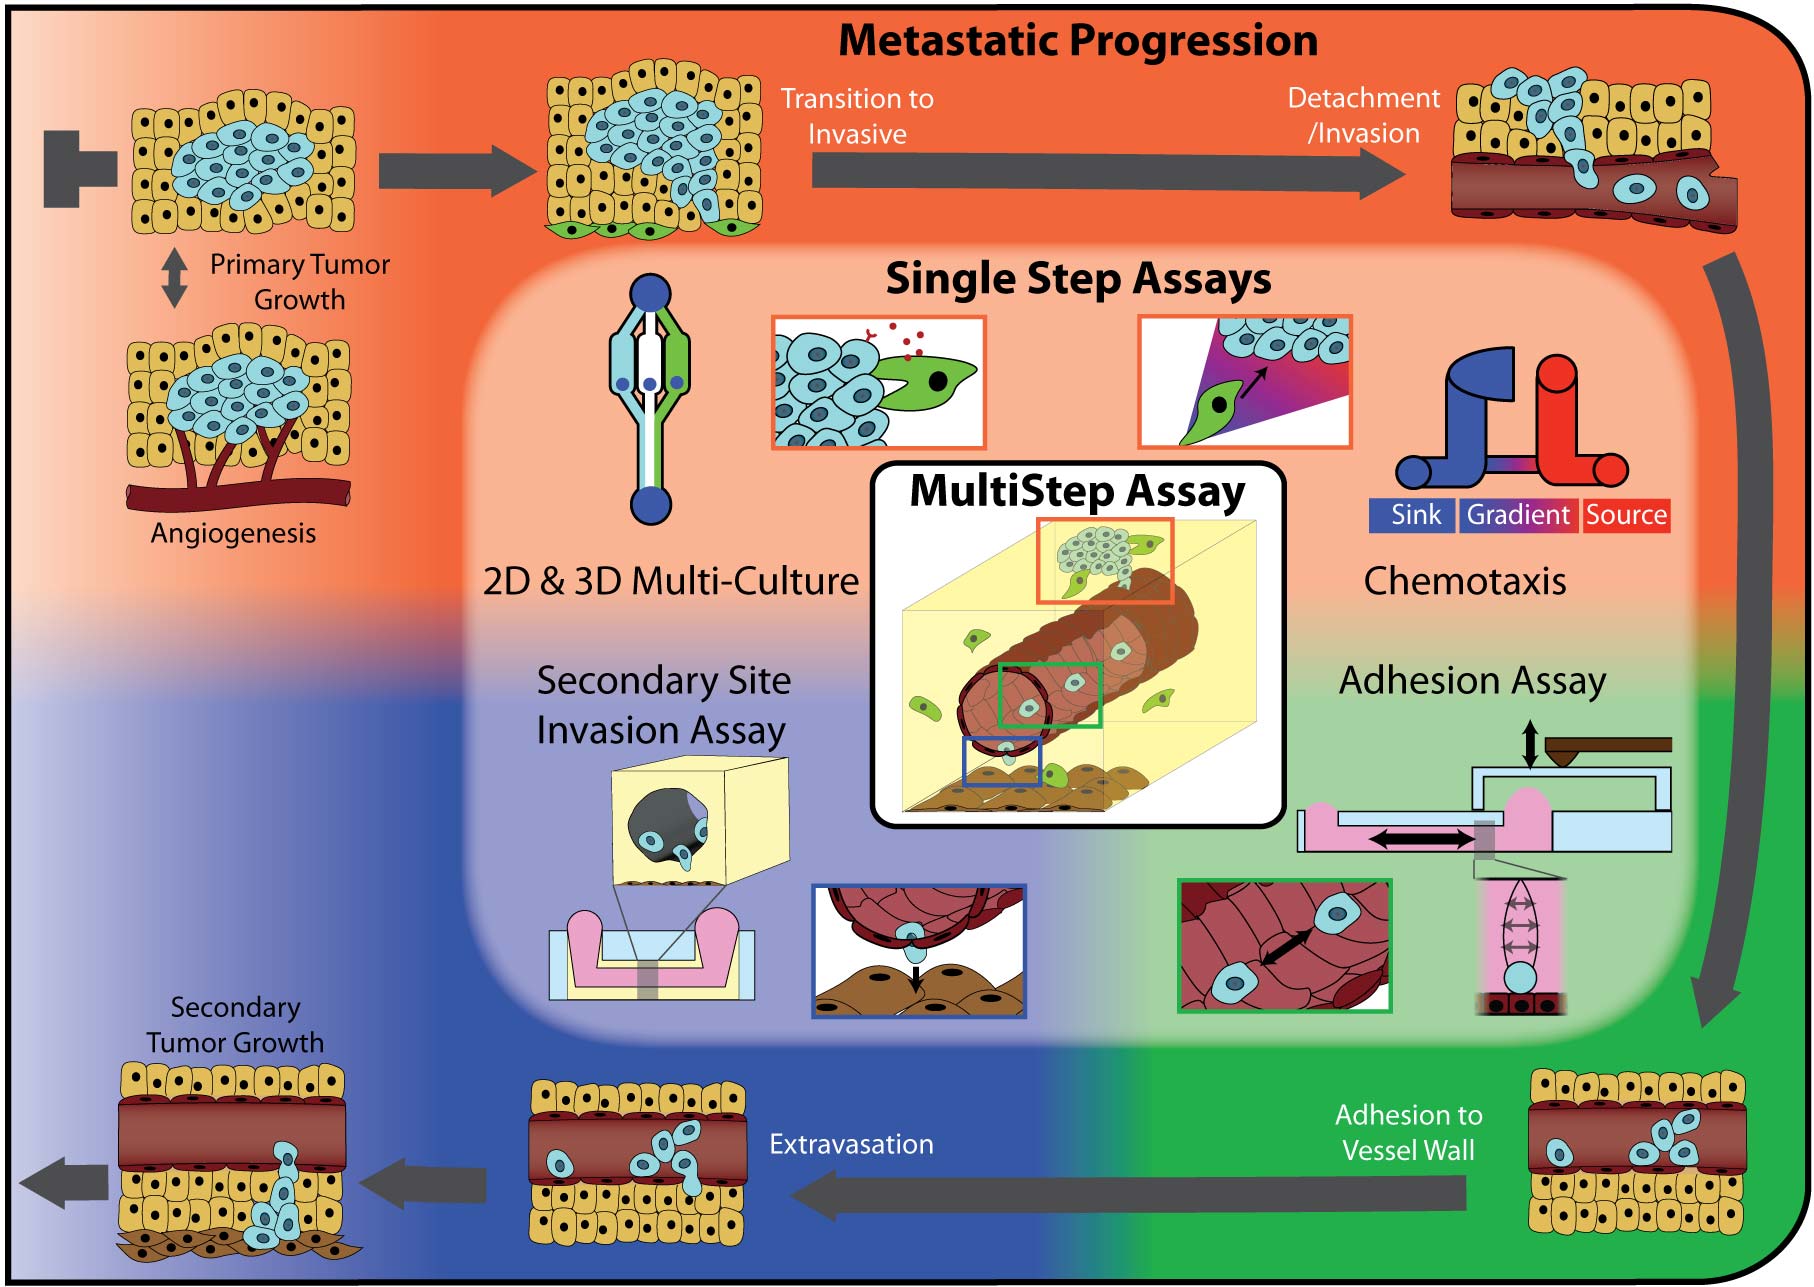 Metastatic Progression
Transition to
Invasive
Detachment
/Invasion
Primary Tumor
Growth
Angiogenesis
Single Step Assays
MultiStep Assay
Sink
Gradient
Source
2D & 3D Multi-Culture
Chemotaxis
Secondary Site
Invasion Assay
Adhesion Assay
Secondary
Tumor Growth
Extravasation
Adhesion to
Vessel Wall